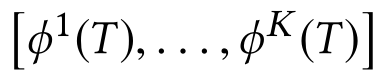 [ϕ¹(T), . . . , ϕᴷ(T)]